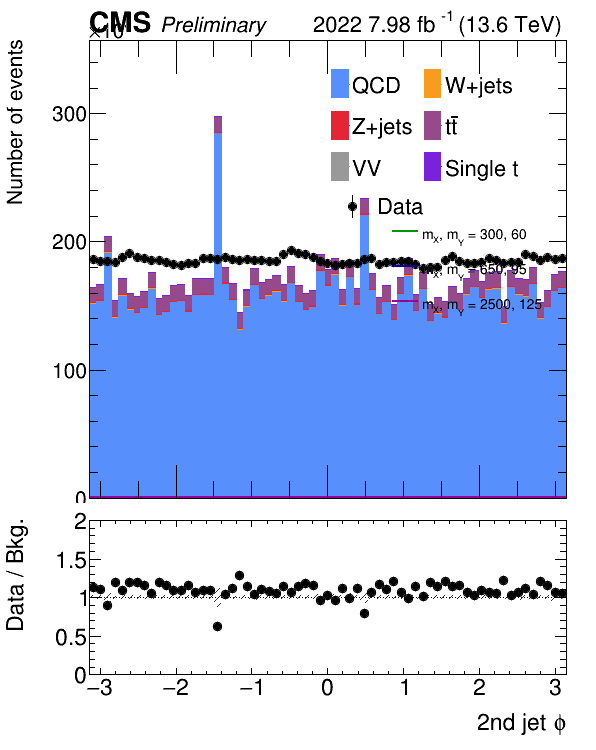 CMS Preliminary 2022 7.98 fb⁻¹ (13.6 TeV)
Number of events
300
200
100
0
QCD W+jets
Z+jets tt̄
VV Single t
Data
mX, mY = 300, 60
mX, mY = 650, 95
mX, mY = 2500, 125
Data / Bkg.
2
1.5
1
0.5
0
−3 −2 −1 0 1 2 3
2nd jet ϕ